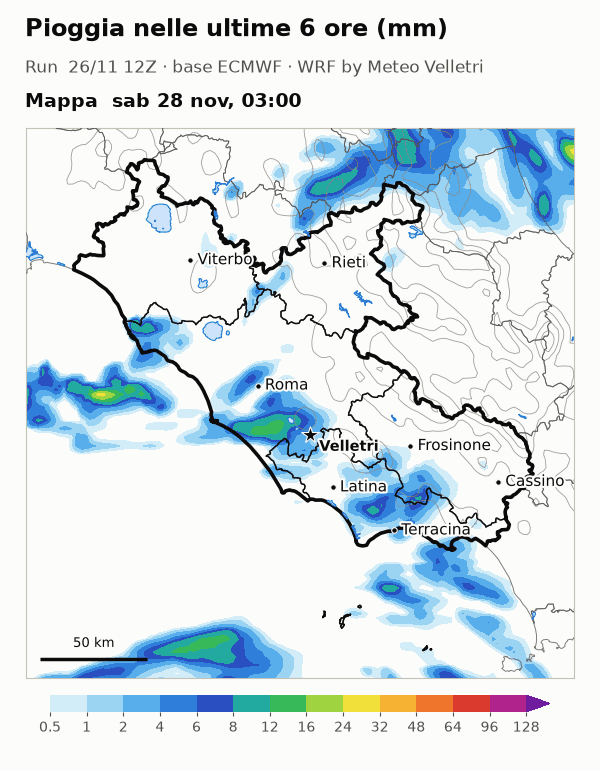 Pioggia nelle ultime 6 ore (mm)
Run  26/11 12Z · base ECMWF · WRF by Meteo Velletri
Mappa  sab 28 nov, 03:00
Viterbo
Rieti
Roma
Velletri
Frosinone
Latina
Cassino
Terracina
50 km
0.5 1 2 4 6 8 12 16 24 32 48 64 96 128